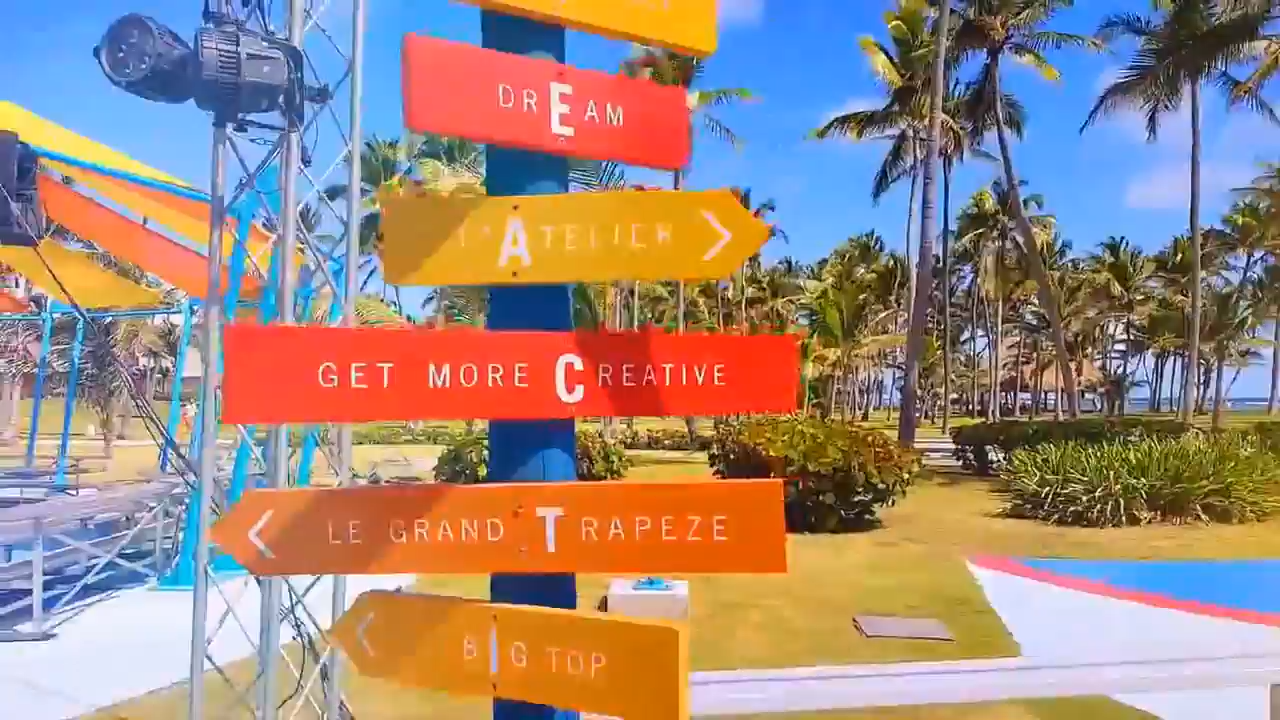 DREAM
L'ATELIER
GET MORE CREATIVE
LE GRAND TRAPEZE
BIG TOP